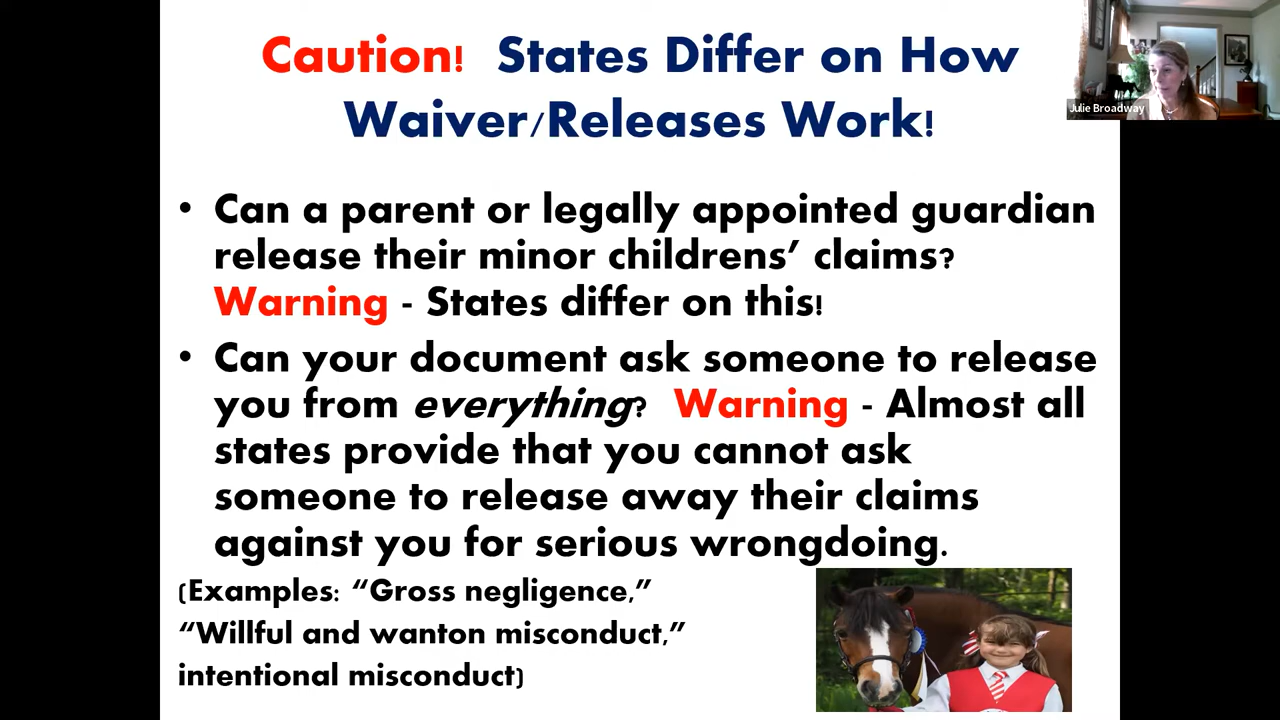 Caution! States Differ on How
Waiver/Releases Work!
Julie Broadway
• Can a parent or legally appointed guardian
release their minor childrens’ claims?
Warning - States differ on this!
• Can your document ask someone to release
you from everything? Warning - Almost all
states provide that you cannot ask
someone to release away their claims
against you for serious wrongdoing.
(Examples: “Gross negligence,”
“Willful and wanton misconduct,”
intentional misconduct)